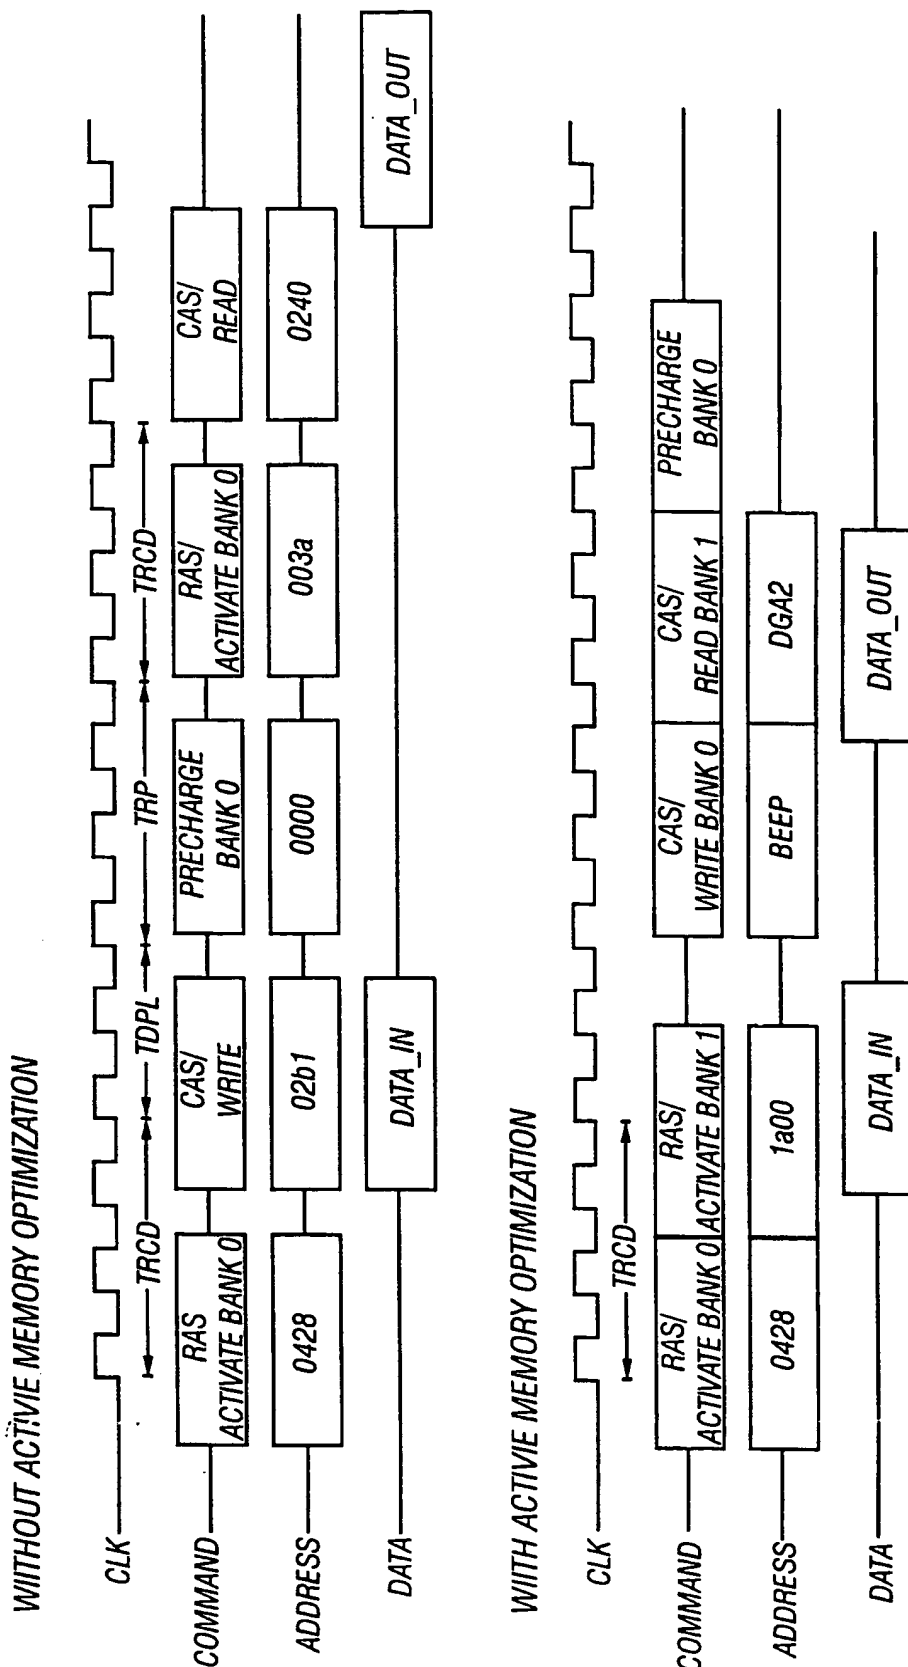 WIITHOUT ACTIVIE MEMORY OPTIMIZATION
CLK
TRCD
TDPL
TRP
TRCD
COMMAND
RAS
ACTIVATE BANK 0
CAS/
WRITE
PRECHARGE
BANK 0
RAS/
ACTIVATE BANK 0
CAS/
READ
ADDRESS
0428
02b1
0000
003a
0240
DATA
DATA_IN
DATA_OUT
WIITH ACTIVIE MEMORY OPTIMIZATION
CLK
TRCD
COMMAND
RAS/
ACTIVATE BANK 0
RAS/
ACTIVATE BANK 1
CAS/
WRITE BANK 0
CAS/
READ BANK 1
PRECHARGE
BANK 0
ADDRESS
0428
1a00
BEEP
DGA2
DATA
DATA_IN
DATA_OUT